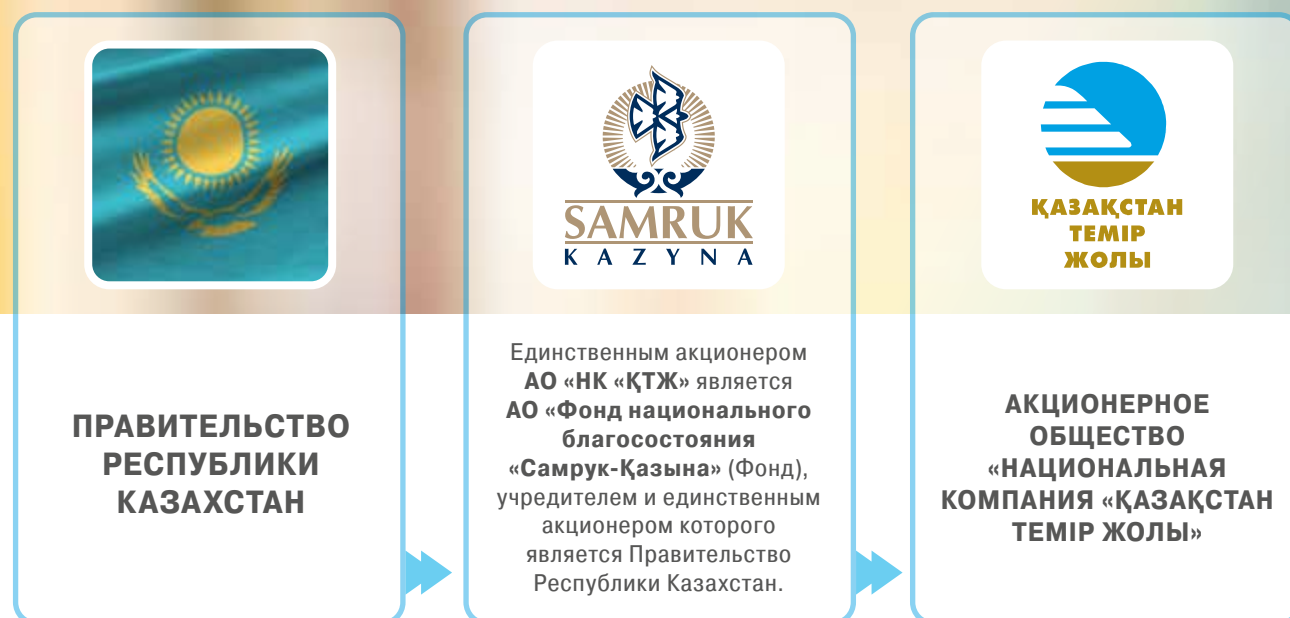 ПРАВИТЕЛЬСТВО
РЕСПУБЛИКИ
КАЗАХСТАН
SAMRUK
KAZYNA
Единственным акционером
АО «НК «ҚТЖ» является
АО «Фонд национального
благосостояния
«Самрук-Қазына» (Фонд),
учредителем и единственным
акционером которого
является Правительство
Республики Казахстан.
ҚАЗАҚСТАН
ТЕМІР
ЖОЛЫ
АКЦИОНЕРНОЕ
ОБЩЕСТВО
«НАЦИОНАЛЬНАЯ
КОМПАНИЯ «ҚАЗАҚСТАН
ТЕМІР ЖОЛЫ»